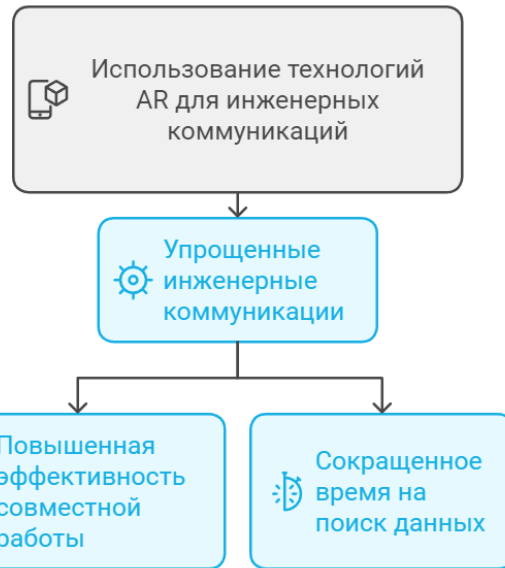 Использование технологий
AR для инженерных
коммуникаций
Упрощенные
инженерные
коммуникации
Повышенная
эффективность
совместной
работы
Сокращенное
время на
поиск данных